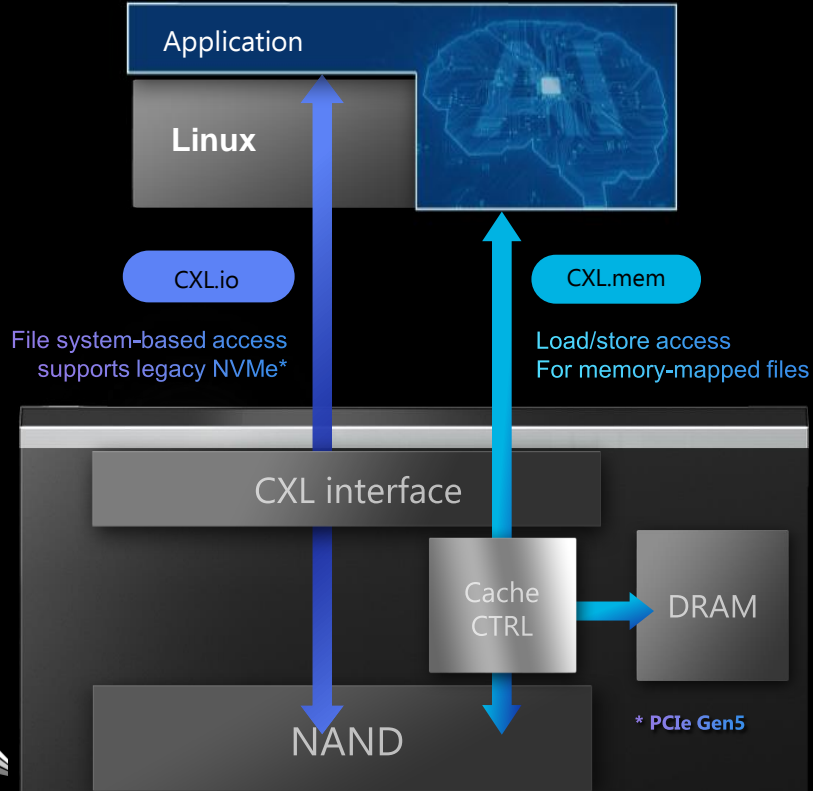 Application
AI
Linux
CXL.io
CXL.mem
File system-based access
supports legacy NVMe*
Load/store access
For memory-mapped files
CXL interface
Cache
CTRL
DRAM
* PCIe Gen5
NAND